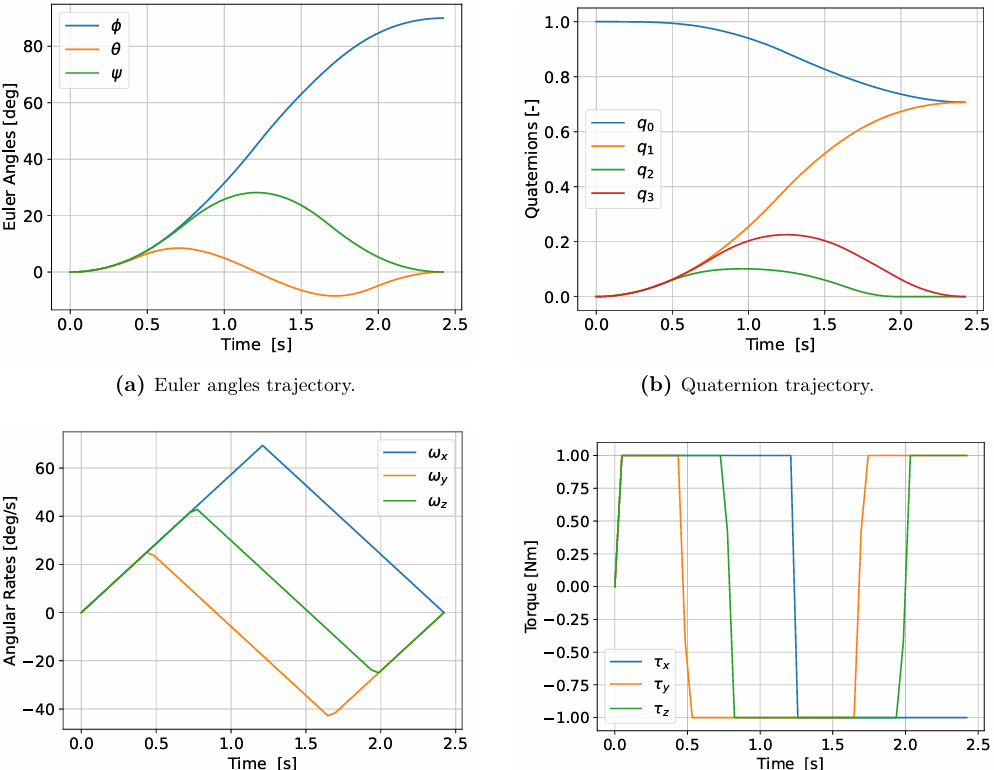 80
60
40
20
0
Euler Angles [deg]
ϕ
θ
ψ
0.0 0.5 1.0 1.5 2.0 2.5
Time [s]
(a) Euler angles trajectory.
1.0
0.8
0.6
0.4
0.2
0.0
Quaternions [-]
q0
q1
q2
q3
0.0 0.5 1.0 1.5 2.0 2.5
Time [s]
(b) Quaternion trajectory.
60
40
20
0
−20
−40
Angular Rates [deg/s]
ωx
ωy
ωz
0.0 0.5 1.0 1.5 2.0 2.5
Time [s]
1.00
0.75
0.50
0.25
0.00
−0.25
−0.50
−0.75
−1.00
Torque [Nm]
τx
τy
τz
0.0 0.5 1.0 1.5 2.0 2.5
Time [s]